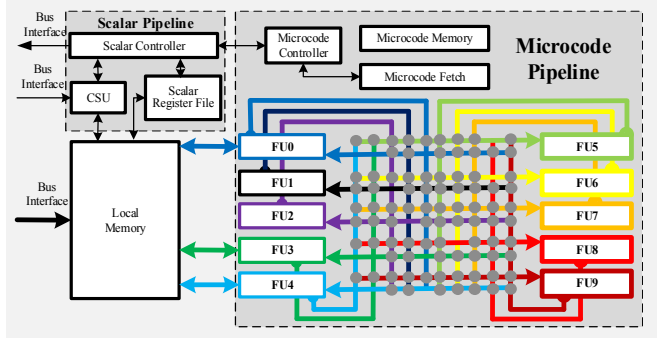 Scalar Pipeline
Bus
Interface
Scalar Controller
Microcode
Controller
Microcode Memory
Microcode
Pipeline
Microcode Fetch
Bus
Interface
CSU
Scalar
Register File
Bus
Interface
Local
Memory
FU0
FU1
FU2
FU3
FU4
FU5
FU6
FU7
FU8
FU9